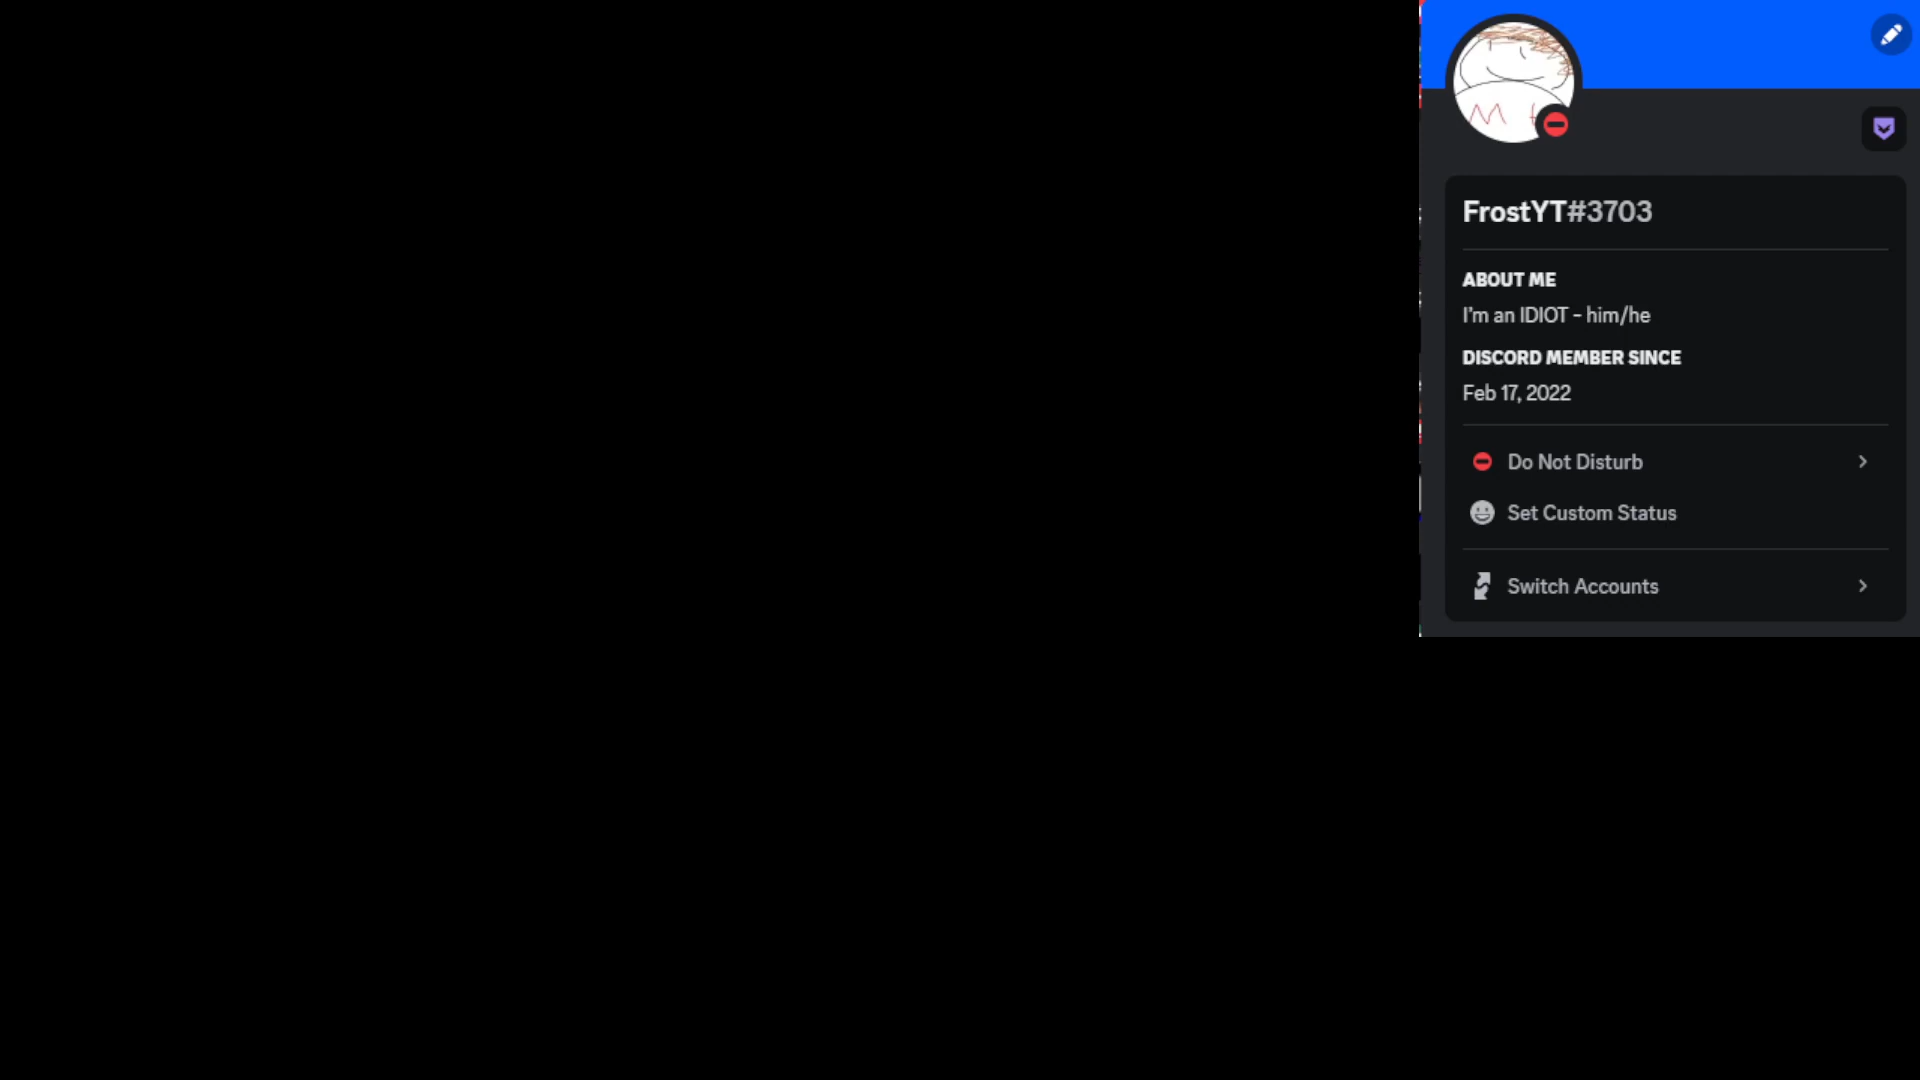 FrostYT#3703
ABOUT ME
I'm an IDIOT - him/he
DISCORD MEMBER SINCE
Feb 17, 2022
Do Not Disturb
Set Custom Status
Switch Accounts